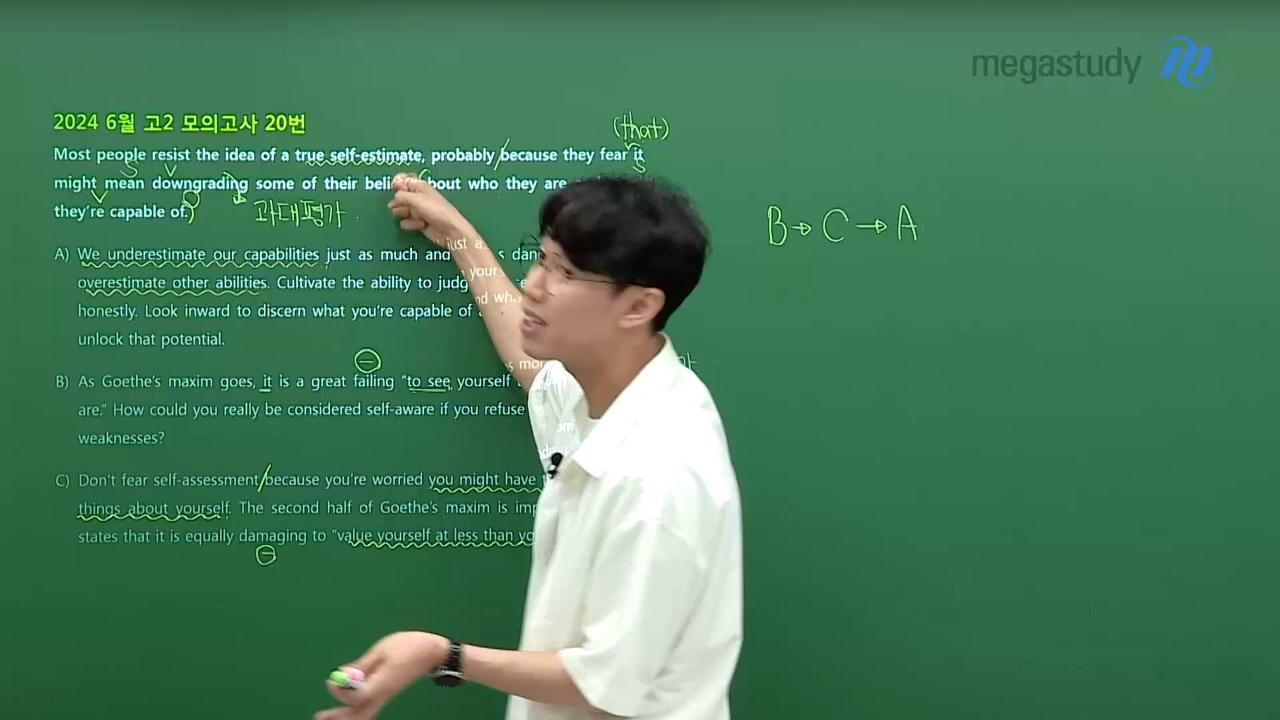 megastudy
2024 6월 고2 모의고사 20번
(that)
Most people resist the idea of a true self-estimate, probably because they fear it
S
might mean downgrading some of their bout who they are
they're capable of.
과대평가
B→C→A
A) We underestimate our capabilities just as much and dan
overestimate other abilities. Cultivate the ability to judg
honestly. Look inward to discern what you're capable of
unlock that potential.
B) As Goethe's maxim goes, it is a great failing "to see yourself
are." How could you really be considered self-aware if you refuse
weaknesses?
C) Don't fear self-assessment because you're worried you might have
things about yourself. The second half of Goethe's maxim is imp
states that it is equally damaging to "value yourself at less than yo